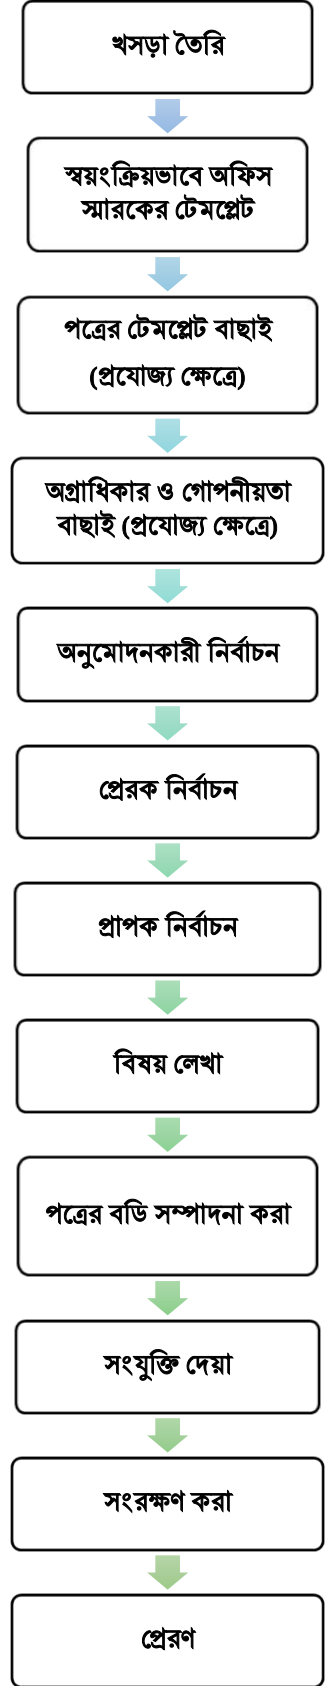 খসড়া তৈরি
স্বয়ংক্রিয়ভাবে অফিস
স্মারকের টেমপ্লেট
পত্রের টেমপ্লেট বাছাই
(প্রযোজ্য ক্ষেত্রে)
অগ্রাধিকার ও গোপনীয়তা
বাছাই (প্রযোজ্য ক্ষেত্রে)
অনুমোদনকারী নির্বাচন
প্রেরক নির্বাচন
প্রাপক নির্বাচন
বিষয় লেখা
পত্রের বডি সম্পাদনা করা
সংযুক্তি দেয়া
সংরক্ষণ করা
প্রেরণ